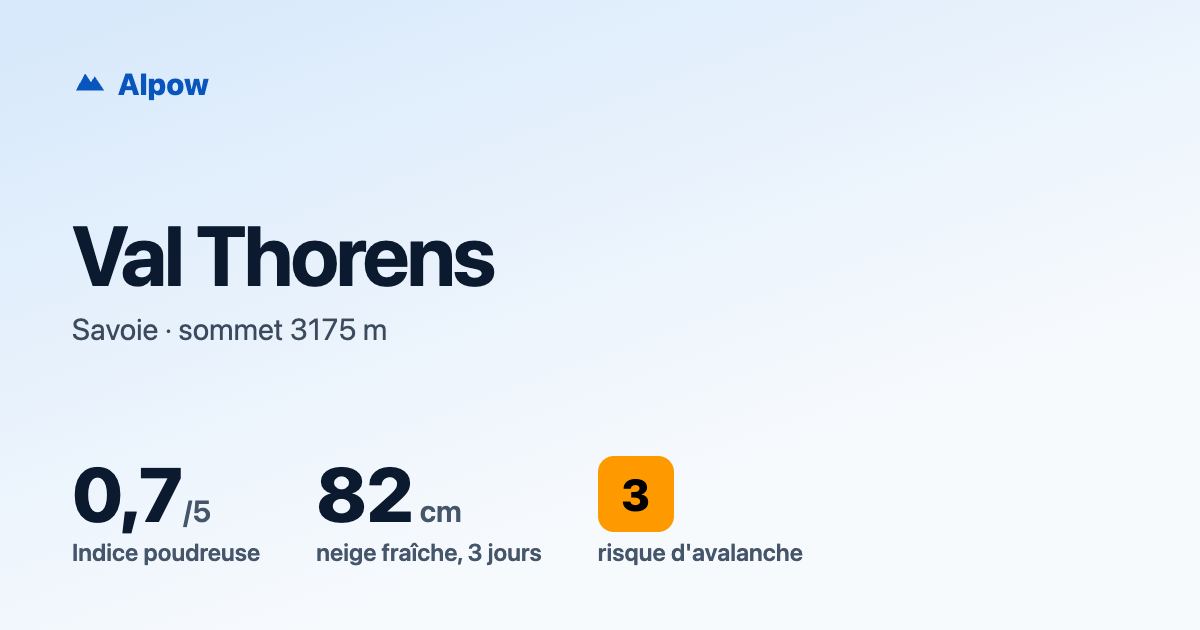 Alpow
Val Thorens
Savoie · sommet 3175 m
0,7/5
Indice poudreuse
82 cm
neige fraîche, 3 jours
3
risque d'avalanche